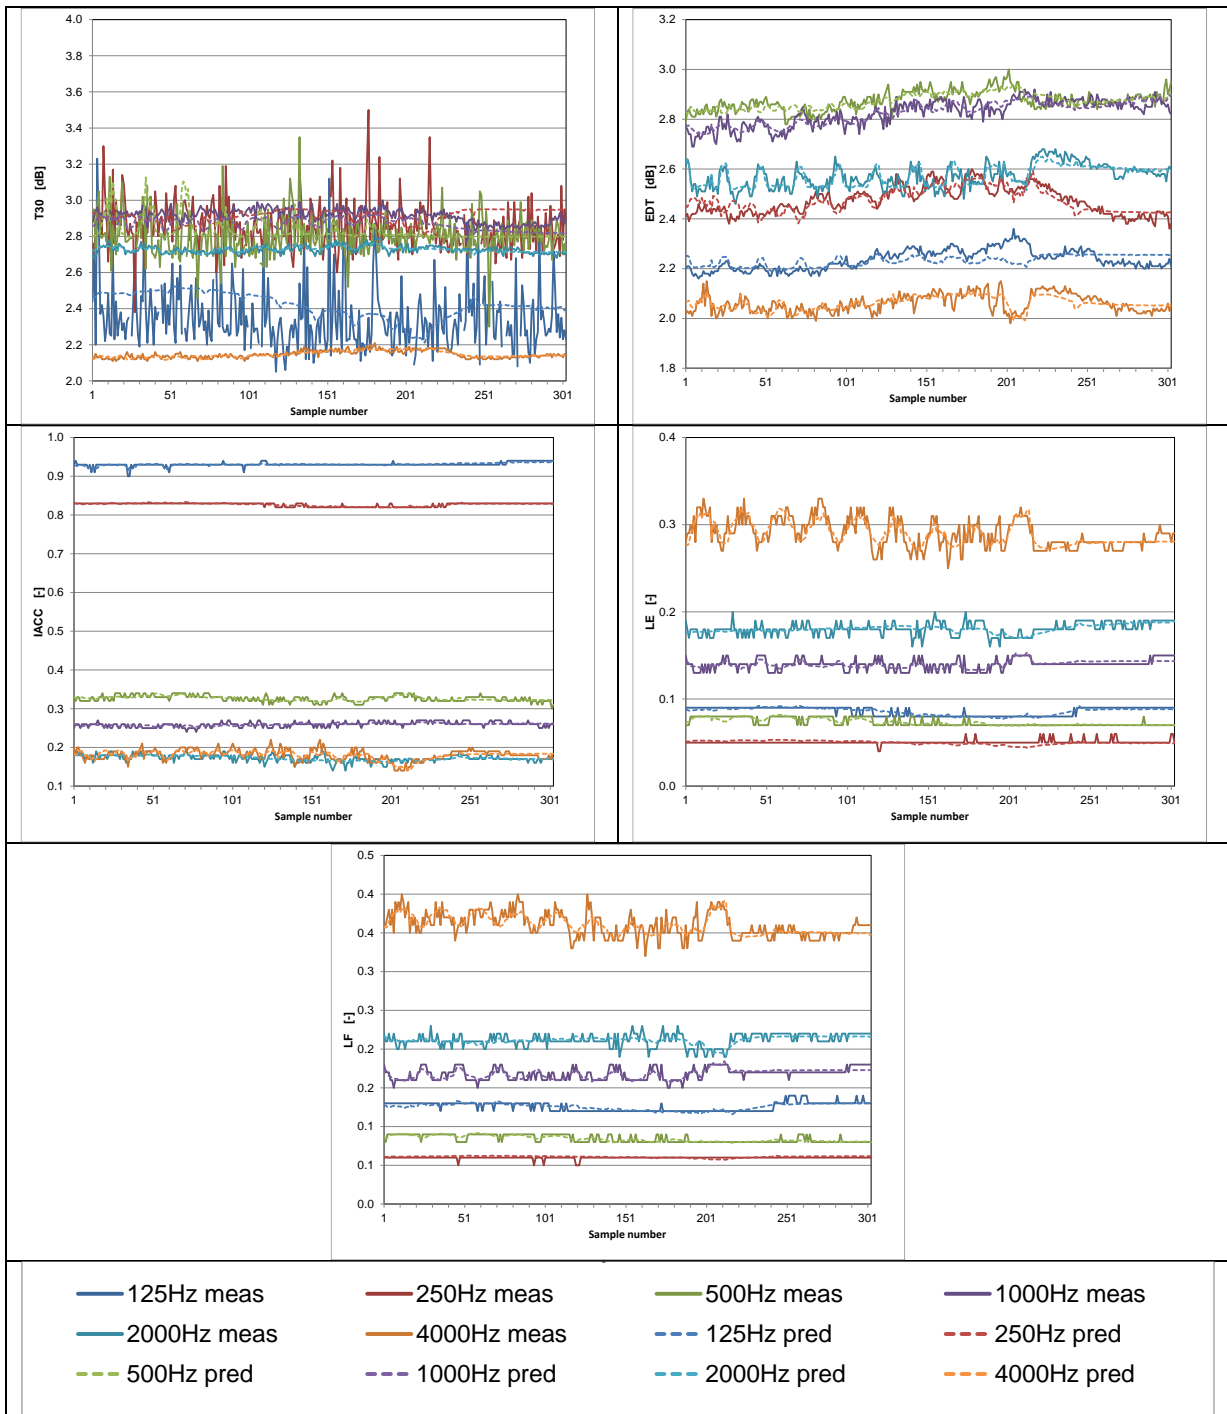 4.0
3.8
3.6
3.4
3.2
3.0
2.8
2.6
2.4
2.2
2.0
T30 [dB]
1 51 101 151 201 251 301
Sample number
3.2
3.0
2.8
2.6
2.4
2.2
2.0
1.8
EDT [dB]
1 51 101 151 201 251 301
Sample number
1.0
0.9
0.8
0.7
0.6
0.5
0.4
0.3
0.2
0.1
IACC [-]
1 51 101 151 201 251 301
Sample number
0.4
0.3
0.2
0.1
0.0
LE [-]
1 51 101 151 201 251 301
Sample number
0.5
0.4
0.4
0.3
0.3
0.2
0.2
0.1
0.1
0.0
LF [-]
1 51 101 151 201 251 301
Sample number
125Hz meas 250Hz meas 500Hz meas 1000Hz meas
2000Hz meas 4000Hz meas 125Hz pred 250Hz pred
500Hz pred 1000Hz pred 2000Hz pred 4000Hz pred